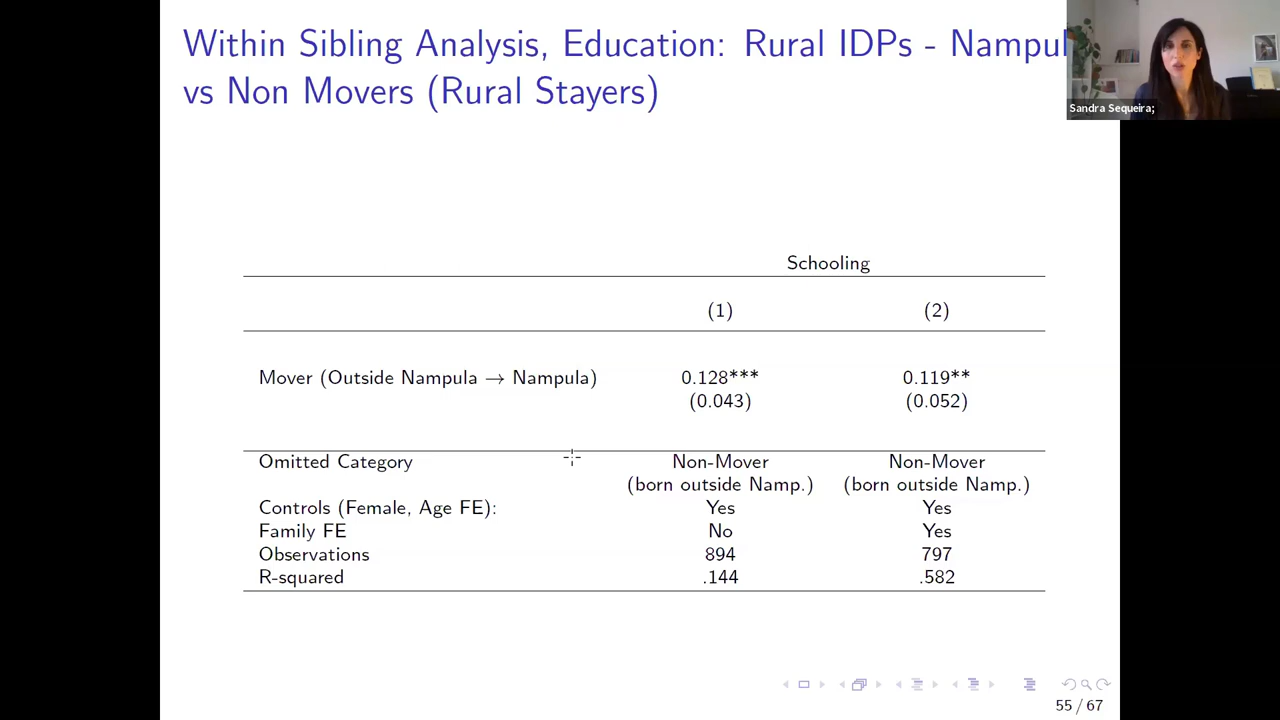 Within Sibling Analysis, Education: Rural IDPs - Nampul
vs Non Movers (Rural Stayers)
Sandra Sequeira;
Schooling
(1) (2)
Mover (Outside Nampula → Nampula) 0.128*** 0.119**
(0.043) (0.052)
Omitted Category Non-Mover Non-Mover
(born outside Namp.) (born outside Namp.)
Controls (Female, Age FE): Yes Yes
Family FE No Yes
Observations 894 797
R-squared .144 .582
55 / 67